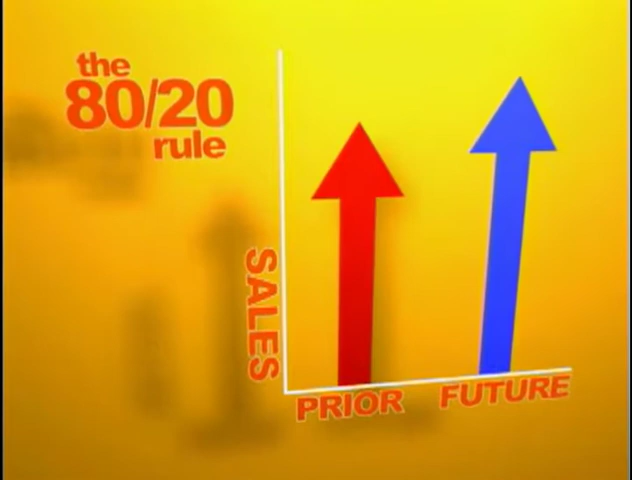 the
80/20
rule
SALES
PRIOR
FUTURE